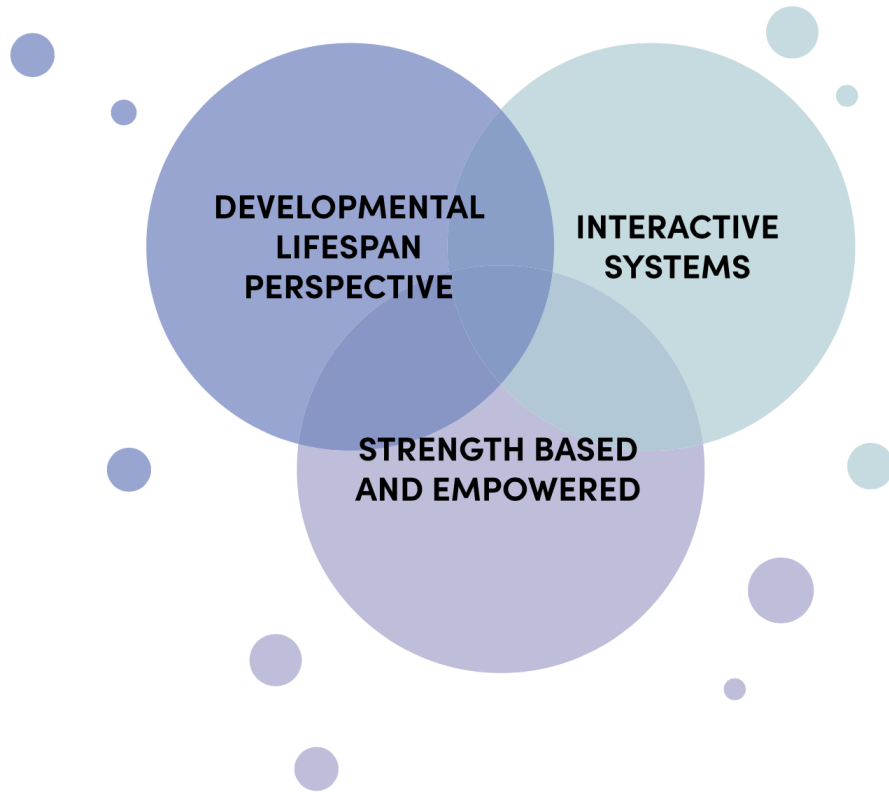 DEVELOPMENTAL
LIFESPAN
PERSPECTIVE
INTERACTIVE
SYSTEMS
STRENGTH BASED
AND EMPOWERED